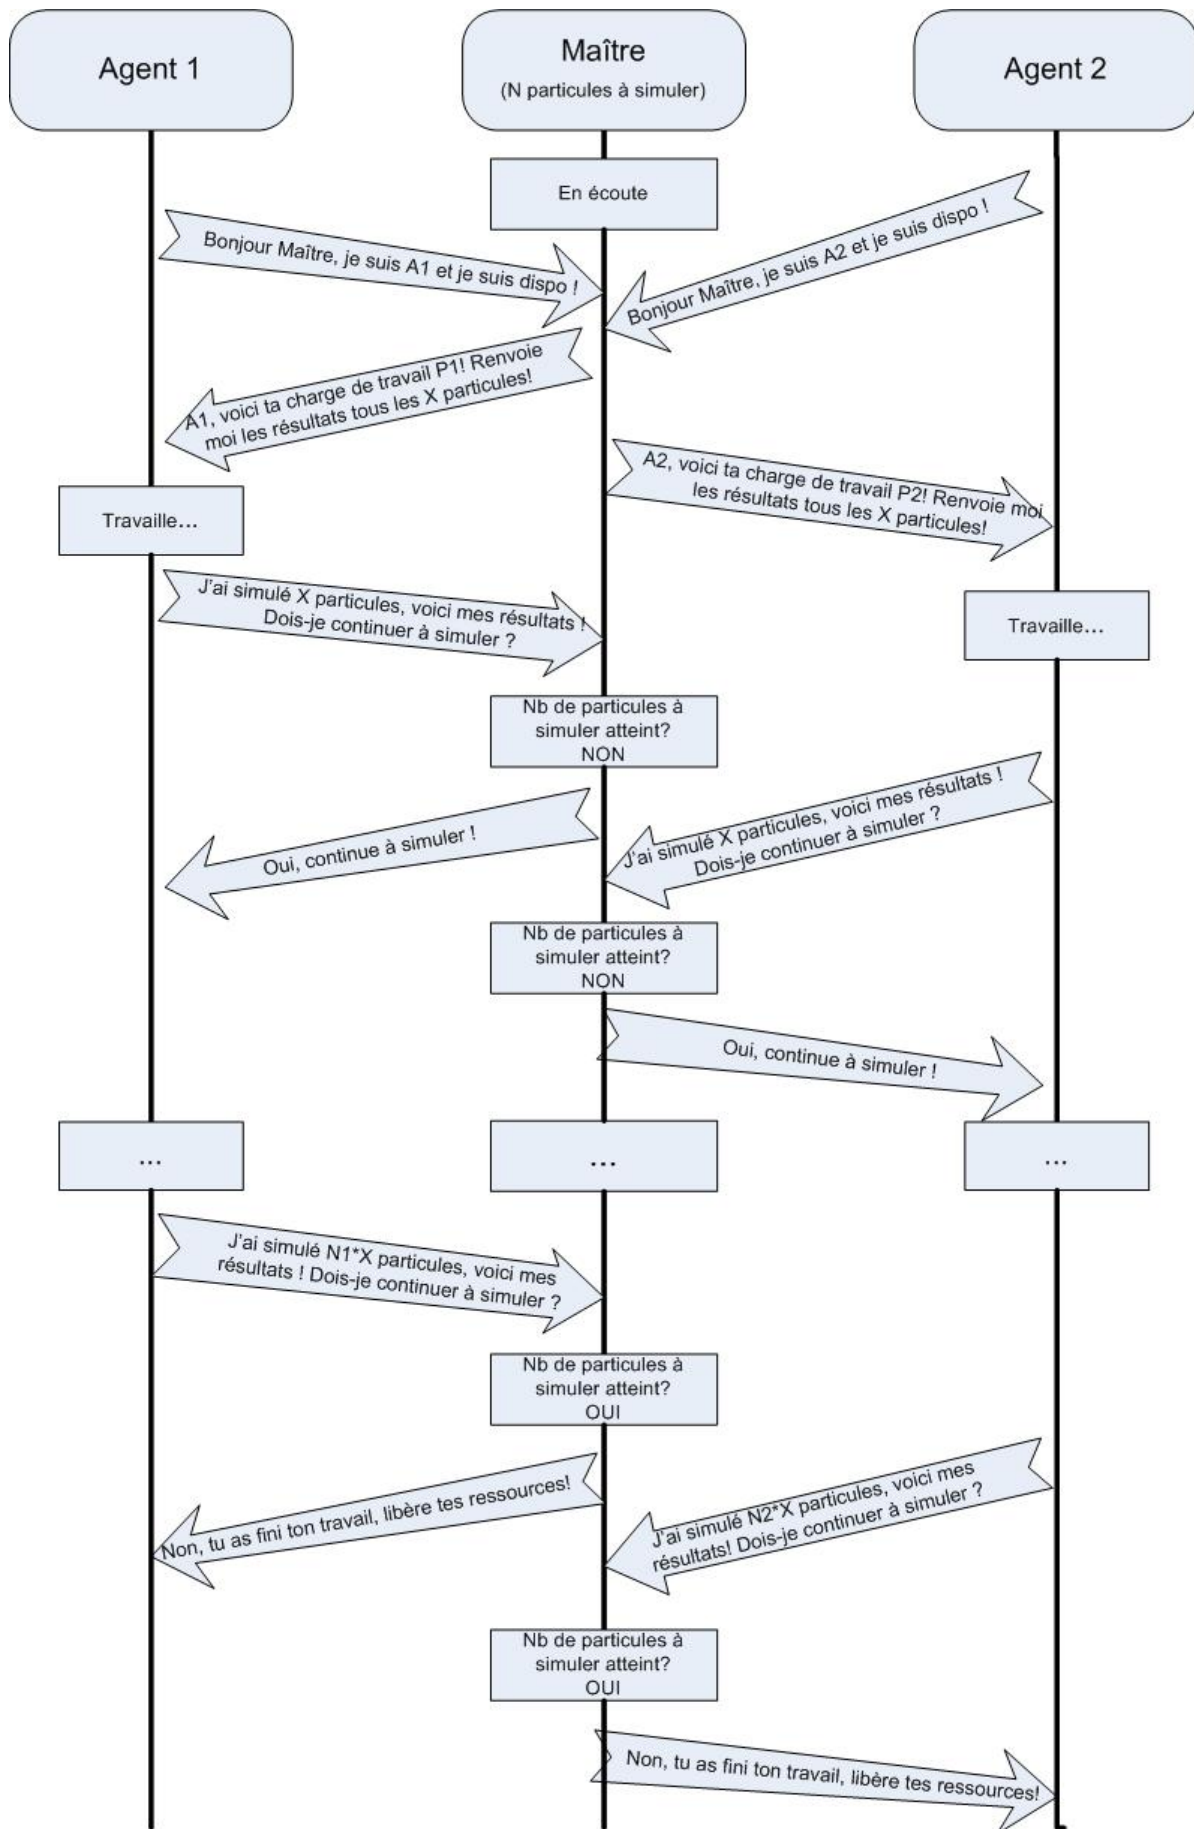 Agent 1
Maître
(N particules à simuler)
Agent 2
En écoute
Bonjour Maître, je suis A1 et je suis dispo !
Bonjour Maître, je suis A2 et je suis dispo !
A1, voici ta charge de travail P1! Renvoie
moi les résultats tous les X particules!
A2, voici ta charge de travail P2! Renvoie moi
les résultats tous les X particules!
Travaille...
J'ai simulé X particules, voici mes résultats !
Dois-je continuer à simuler ?
Travaille...
Nb de particules à
simuler atteint?
NON
J'ai simulé X particules, voici mes résultats !
Dois-je continuer à simuler ?
Oui, continue à simuler !
Nb de particules à
simuler atteint?
NON
Oui, continue à simuler !
...
...
...
J'ai simulé N1*X particules, voici mes
résultats ! Dois-je continuer à simuler ?
Nb de particules à
simuler atteint?
OUI
Non, tu as fini ton travail, libère tes ressources!
J'ai simulé N2*X particules, voici mes
résultats! Dois-je continuer à simuler ?
Nb de particules à
simuler atteint?
OUI
Non, tu as fini ton travail, libère tes ressources!